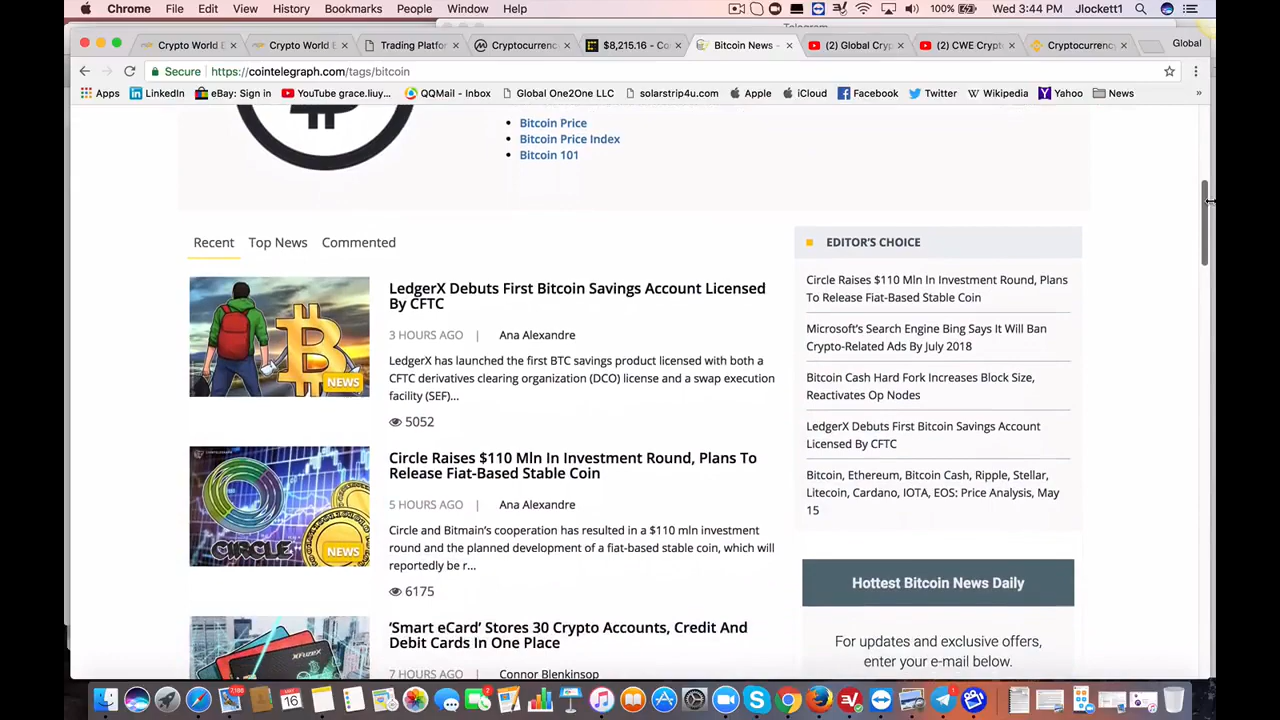 Chrome File Edit View History Bookmarks People Window Help 100% Wed 3:44 PM Jlockett1
Telegram
Crypto World E Crypto World E Trading Platfor Cryptocurrenc $8,215.16 - Co Bitcoin News - (2) Global Cryp (2) CWE Crypt Cryptocurrency Global
Secure https://cointelegraph.com/tags/bitcoin
Apps LinkedIn eBay: Sign in YouTube grace.liuy... QQMail - Inbox Global One2One LLC solarstrip4u.com Apple iCloud Facebook Twitter Wikipedia Yahoo News »
Bitcoin Price
Bitcoin Price Index
Bitcoin 101
Recent Top News Commented
LedgerX Debuts First Bitcoin Savings Account Licensed
By CFTC
3 HOURS AGO | Ana Alexandre
LedgerX has launched the first BTC savings product licensed with both a
CFTC derivatives clearing organization (DCO) license and a swap execution
facility (SEF)...
5052
NEWS
Circle Raises $110 Mln In Investment Round, Plans To
Release Fiat-Based Stable Coin
5 HOURS AGO | Ana Alexandre
Circle and Bitmain's cooperation has resulted in a $110 mln investment
round and the planned development of a fiat-based stable coin, which will
reportedly be r...
6175
CIRCLE
NEWS
'Smart eCard' Stores 30 Crypto Accounts, Credit And
Debit Cards In One Place
7 HOURS AGO | Connor Blenkinsop
EDITOR'S CHOICE
Circle Raises $110 Mln In Investment Round, Plans
To Release Fiat-Based Stable Coin
Microsoft's Search Engine Bing Says It Will Ban
Crypto-Related Ads By July 2018
Bitcoin Cash Hard Fork Increases Block Size,
Reactivates Op Nodes
LedgerX Debuts First Bitcoin Savings Account
Licensed By CFTC
Bitcoin, Ethereum, Bitcoin Cash, Ripple, Stellar,
Litecoin, Cardano, IOTA, EOS: Price Analysis, May
15
Hottest Bitcoin News Daily
For updates and exclusive offers,
enter your e-mail below.